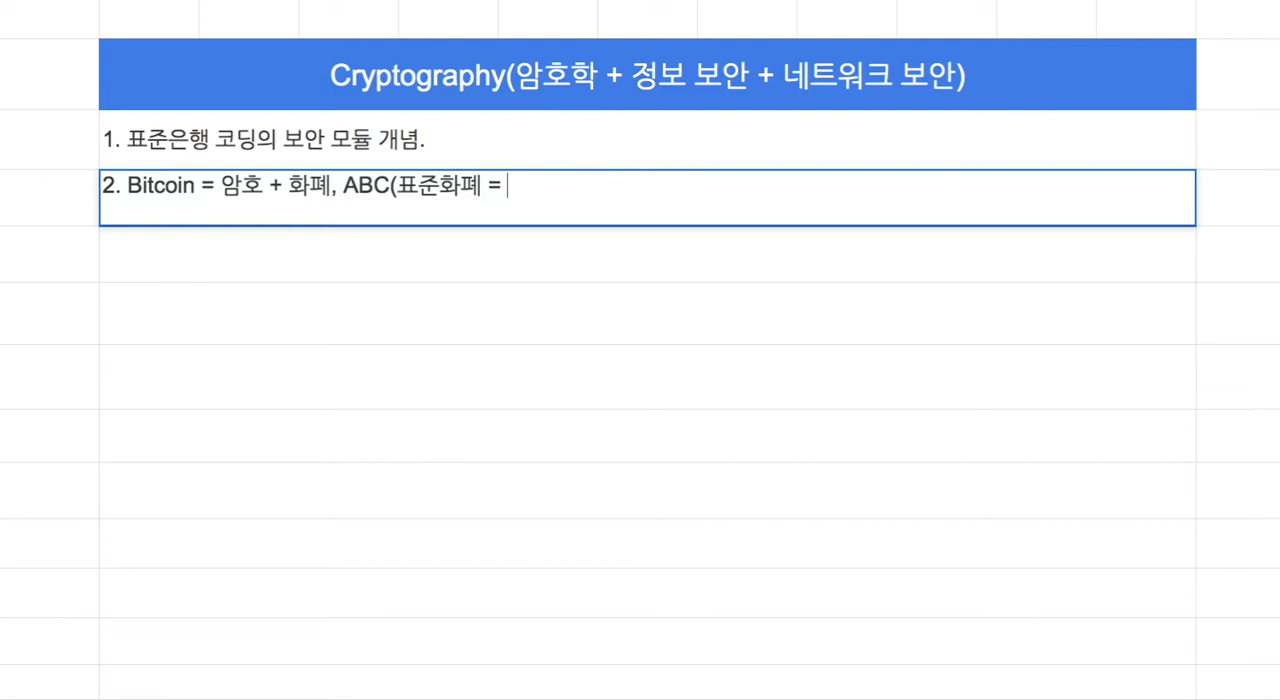 Cryptography(암호학 + 정보 보안 + 네트워크 보안)
1. 표준은행 코딩의 보안 모듈 개념.
2. Bitcoin = 암호 + 화폐, ABC(표준화폐 =